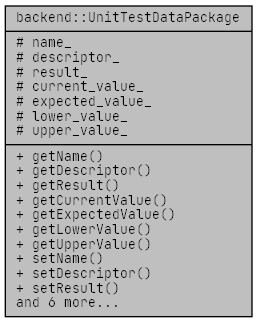 backend::UnitTestDataPackage
# name_
# descriptor_
# result_
# current_value_
# expected_value_
# lower_value_
# upper_value_
+ getName()
+ getDescriptor()
+ getResult()
+ getCurrentValue()
+ getExpectedValue()
+ getLowerValue()
+ getUpperValue()
+ setName()
+ setDescriptor()
+ setResult()
and 6 more...